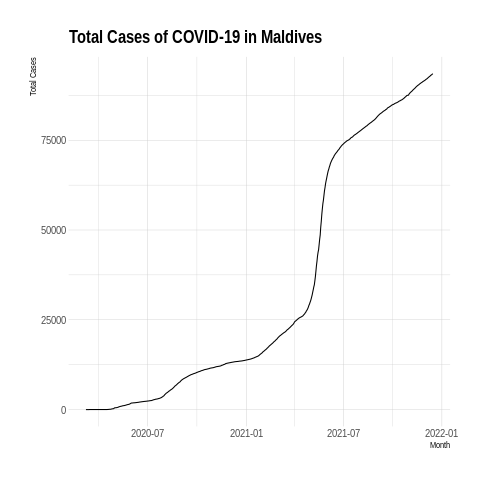 Total Cases of COVID-19 in Maldives
Total Cases
75000
50000
25000
0
2020-07
2021-01
2021-07
2022-01
Month